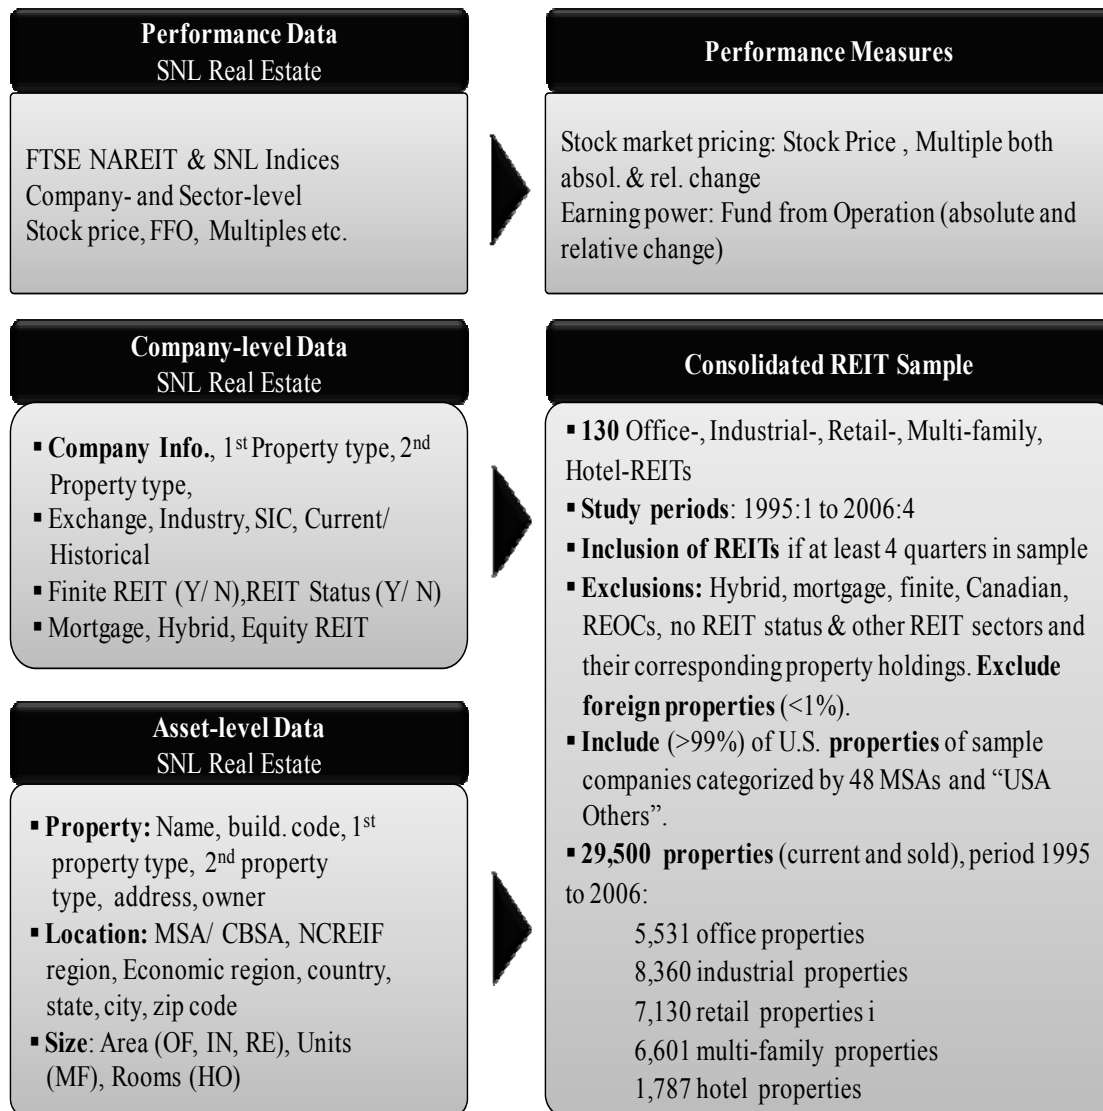 Performance Data
SNL Real Estate
FTSE NAREIT & SNL Indices
Company- and Sector-level
Stock price, FFO, Multiples etc.
Performance Measures
Stock market pricing: Stock Price , Multiple both
absol. & rel. change
Earning power: Fund from Operation (absolute and
relative change)
Company-level Data
SNL Real Estate
▪ Company Info., 1st Property type, 2nd
Property type,
▪ Exchange, Industry, SIC, Current/
Historical
▪ Finite REIT (Y/ N),REIT Status (Y/ N)
▪ Mortgage, Hybrid, Equity REIT
Asset-level Data
SNL Real Estate
▪ Property: Name, build. code, 1st
property type, 2nd property
type, address, owner
▪ Location: MSA/ CBSA, NCREIF
region, Economic region, country,
state, city, zip code
▪ Size: Area (OF, IN, RE), Units
(MF), Rooms (HO)
Consolidated REIT Sample
▪ 130 Office-, Industrial-, Retail-, Multi-family,
Hotel-REITs
▪ Study periods: 1995:1 to 2006:4
▪ Inclusion of REITs if at least 4 quarters in sample
▪ Exclusions: Hybrid, mortgage, finite, Canadian,
REOCs, no REIT status & other REIT sectors and
their corresponding property holdings. Exclude
foreign properties (<1%).
▪ Include (>99%) of U.S. properties of sample
companies categorized by 48 MSAs and “USA
Others”.
▪ 29,500 properties (current and sold), period 1995
to 2006:
5,531 office properties
8,360 industrial properties
7,130 retail properties i
6,601 multi-family properties
1,787 hotel properties